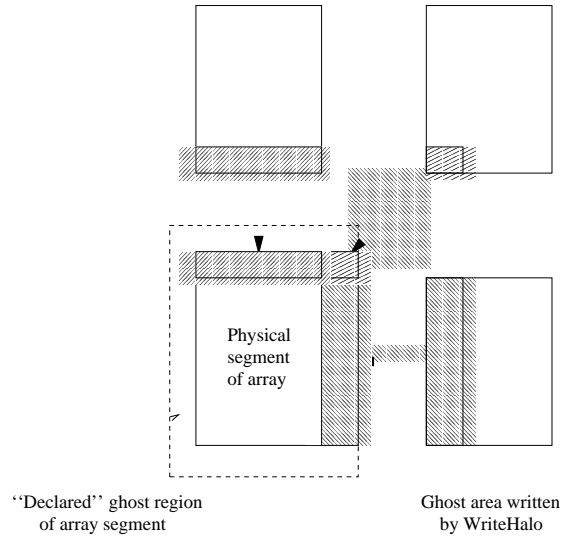 Physical
segment
of array
‘‘Declared’’ ghost region
of array segment
Ghost area written
by WriteHalo